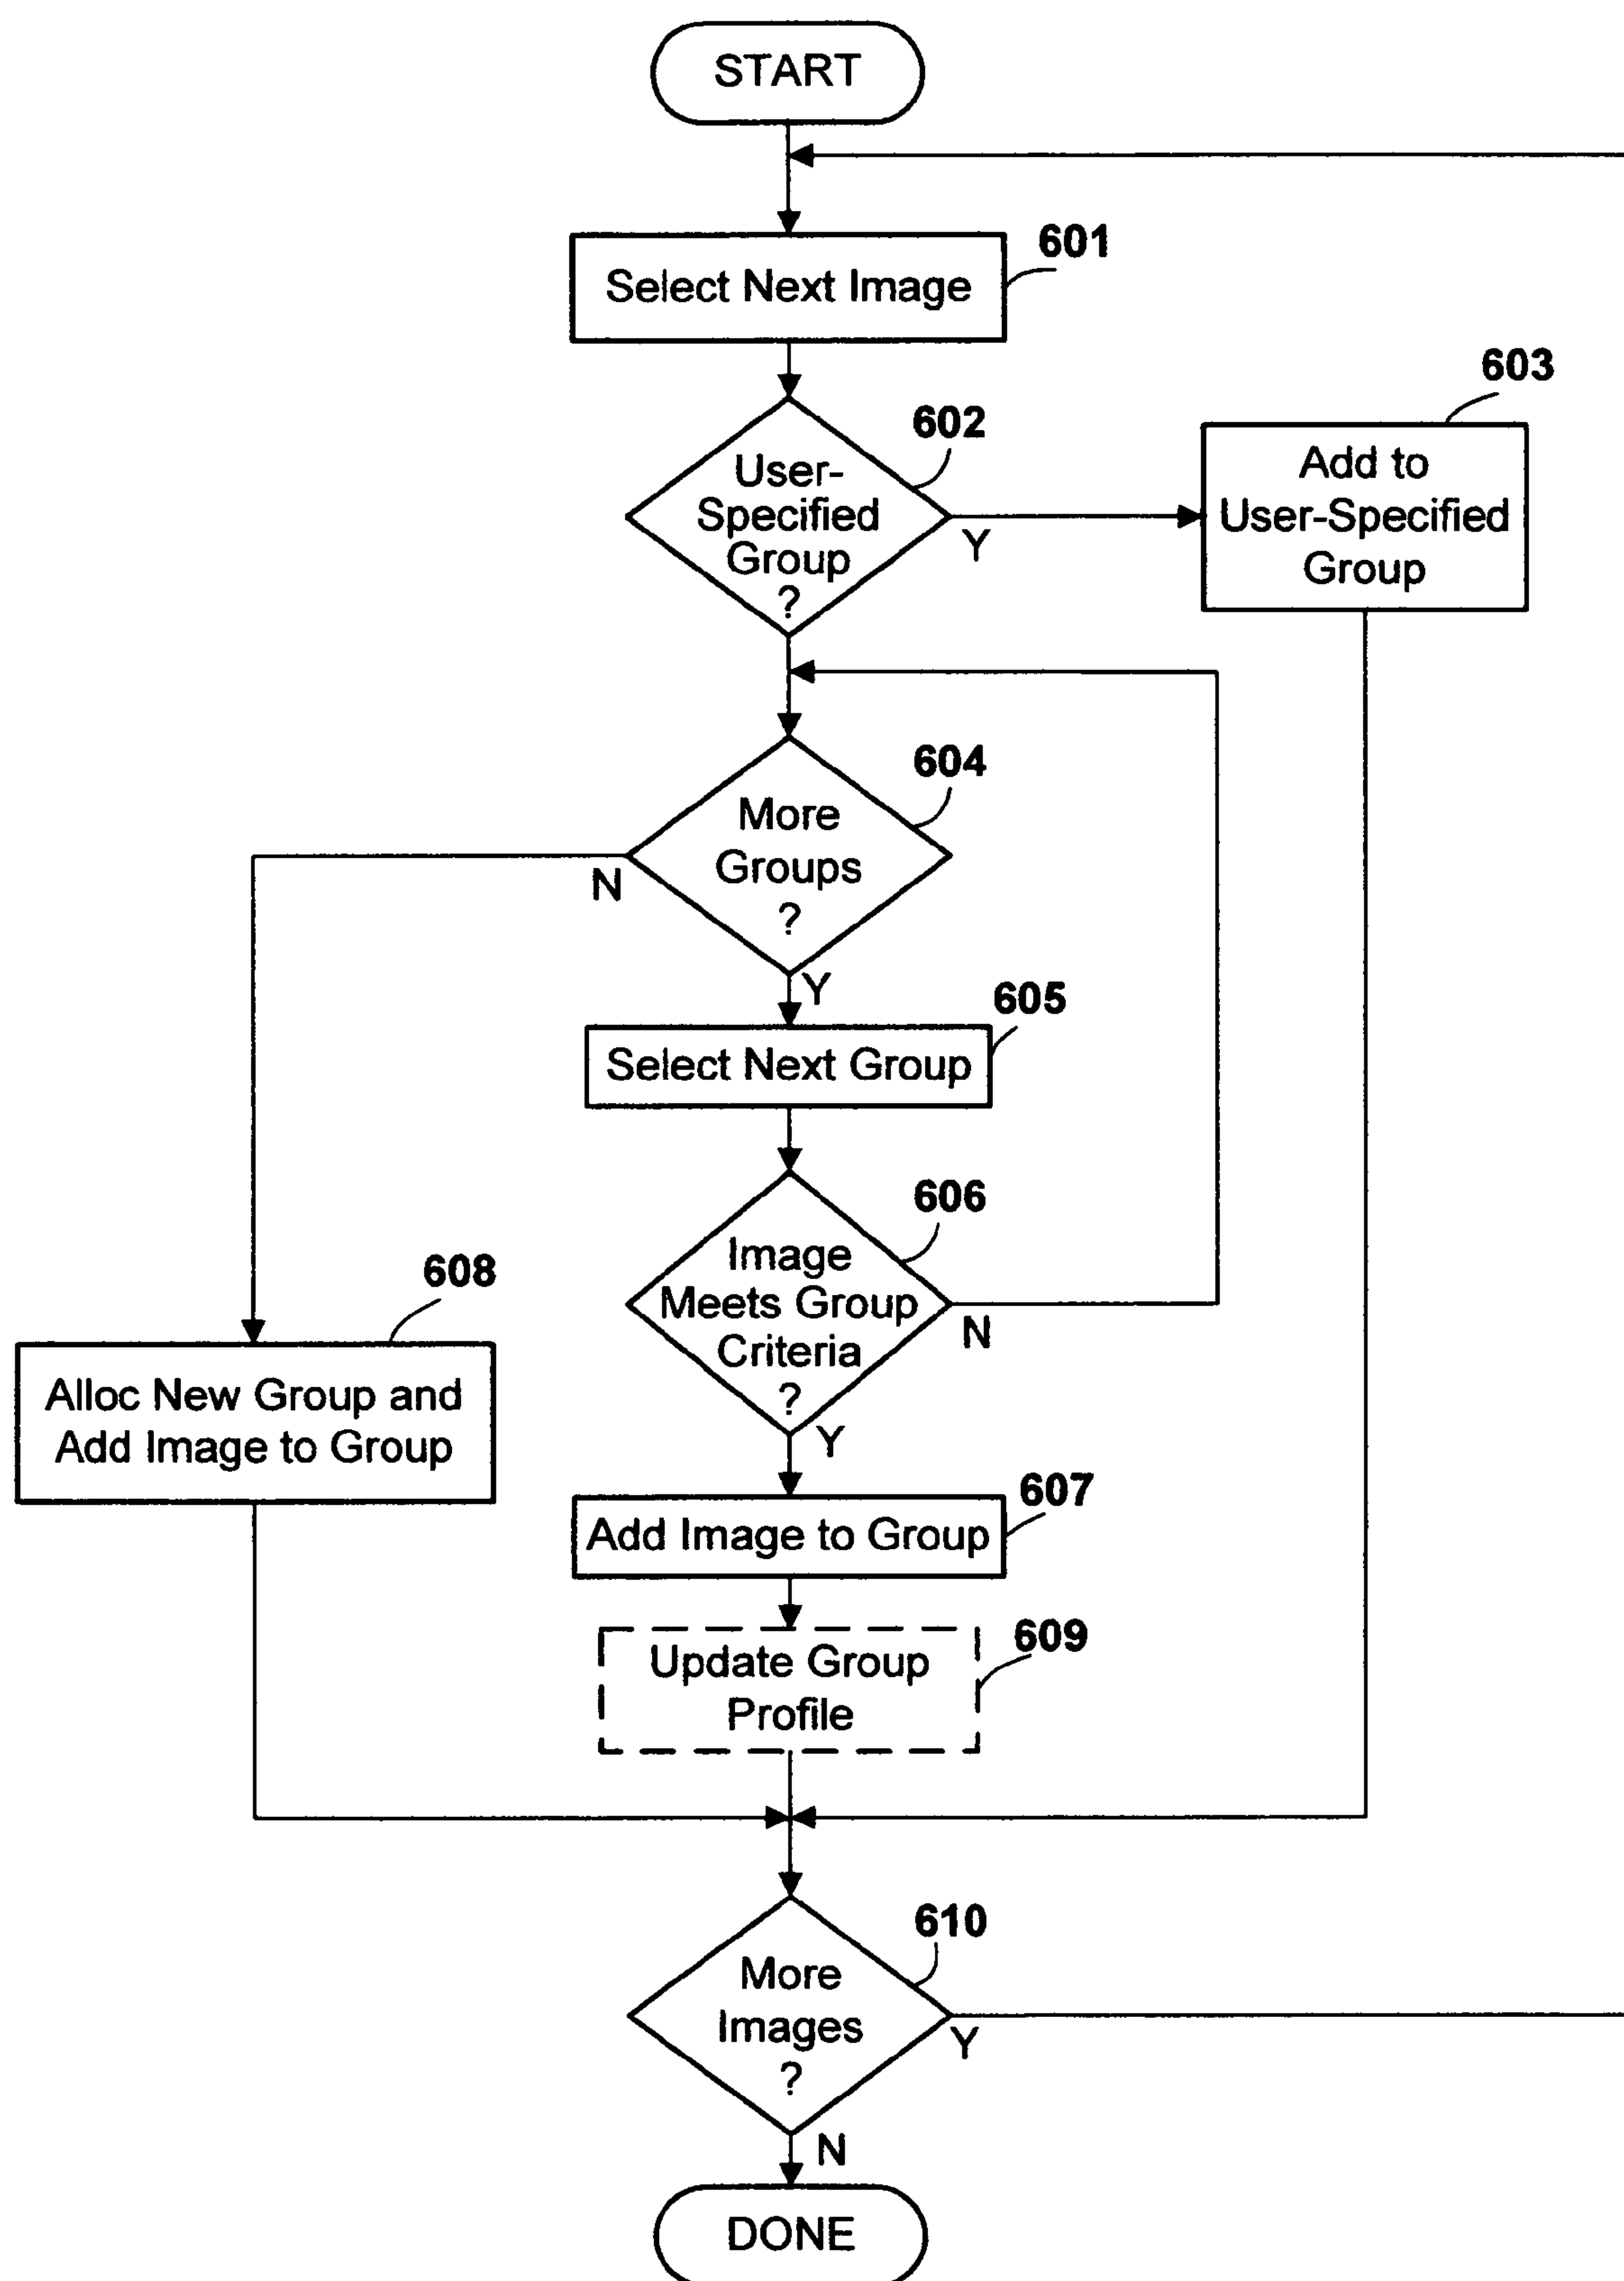 START
601
Select Next Image
602
User-
Specified
Group
?
Y
603
Add to
User-Specified
Group
604
More
Groups
?
N
Y
605
Select Next Group
606
Image
Meets Group
Criteria
?
N
Y
608
Alloc New Group and
Add Image to Group
607
Add Image to Group
609
Update Group
Profile
610
More
Images
?
Y
N
DONE